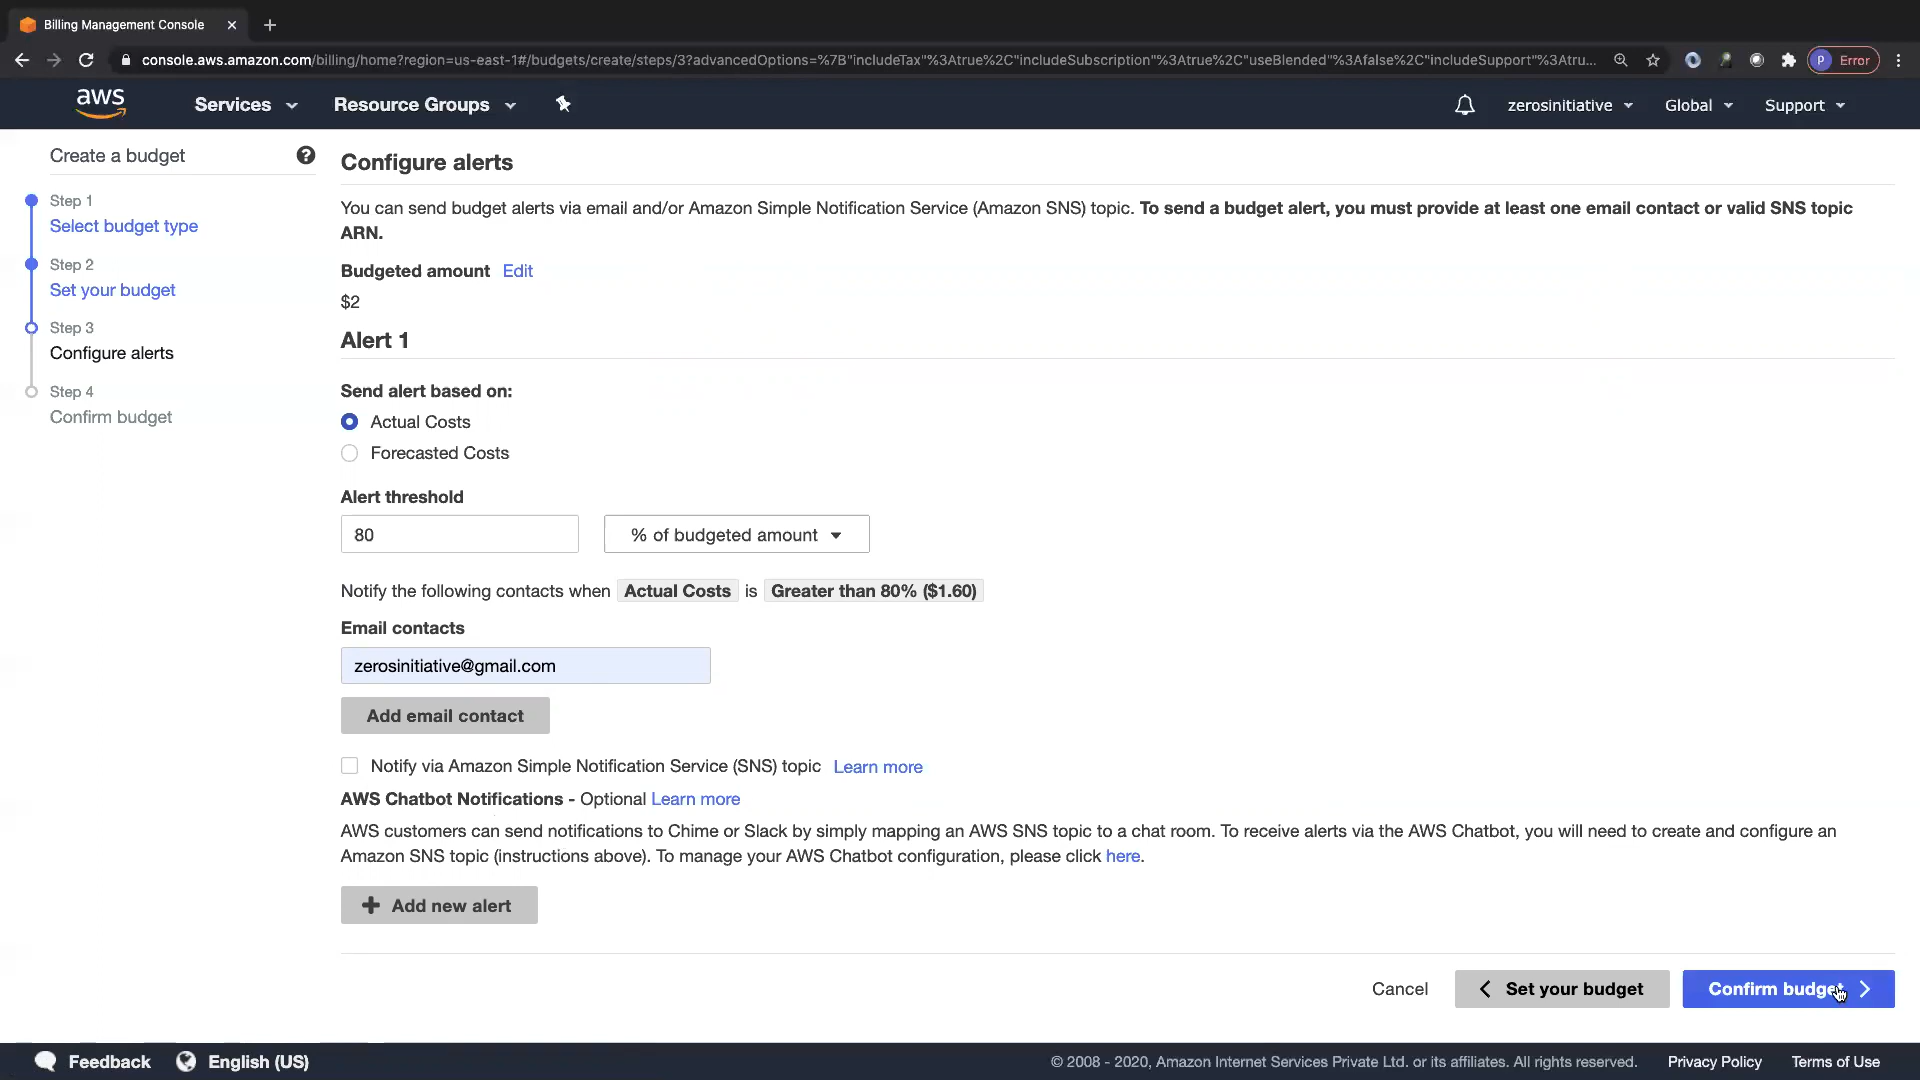 Billing Management Console
console.aws.amazon.com/billing/home?region=us-east-1#/budgets/create/steps/3?advancedOptions=%7B"includeTax"%3Atrue%2C"includeSubscription"%3Atrue%2C"useBlended"%3Afalse%2C"includeSupport"%3Atru...
P Error
aws
Services
Resource Groups
zerosinitiative
Global
Support
Create a budget
Step 1
Select budget type
Step 2
Set your budget
Step 3
Configure alerts
Step 4
Confirm budget
Configure alerts
You can send budget alerts via email and/or Amazon Simple Notification Service (Amazon SNS) topic. To send a budget alert, you must provide at least one email contact or valid SNS topic
ARN.
Budgeted amount Edit
$2
Alert 1
Send alert based on:
Actual Costs
Forecasted Costs
Alert threshold
80
% of budgeted amount
Notify the following contacts when Actual Costs is Greater than 80% ($1.60)
Email contacts
zerosinitiative@gmail.com
Add email contact
Notify via Amazon Simple Notification Service (SNS) topic Learn more
AWS Chatbot Notifications - Optional Learn more
AWS customers can send notifications to Chime or Slack by simply mapping an AWS SNS topic to a chat room. To receive alerts via the AWS Chatbot, you will need to create and configure an
Amazon SNS topic (instructions above). To manage your AWS Chatbot configuration, please click here.
Add new alert
Cancel
Set your budget
Confirm budget
Feedback
English (US)
© 2008 - 2020, Amazon Internet Services Private Ltd. or its affiliates. All rights reserved.
Privacy Policy
Terms of Use